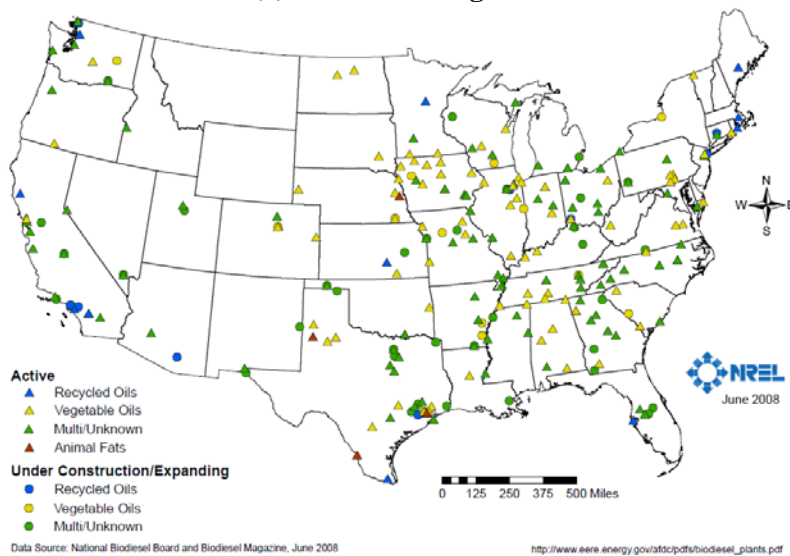 N
W
E
S
NREL
June 2008
Active
Recycled Oils
Vegetable Oils
Multi/Unknown
Animal Fats
Under Construction/Expanding
Recycled Oils
Vegetable Oils
Multi/Unknown
0 125 250 375 500 Miles
Data Source: National Biodiesel Board and Biodiesel Magazine, June 2008
http://www.eere.energy.gov/afdc/pdfs/biodiesel_plants.pdf